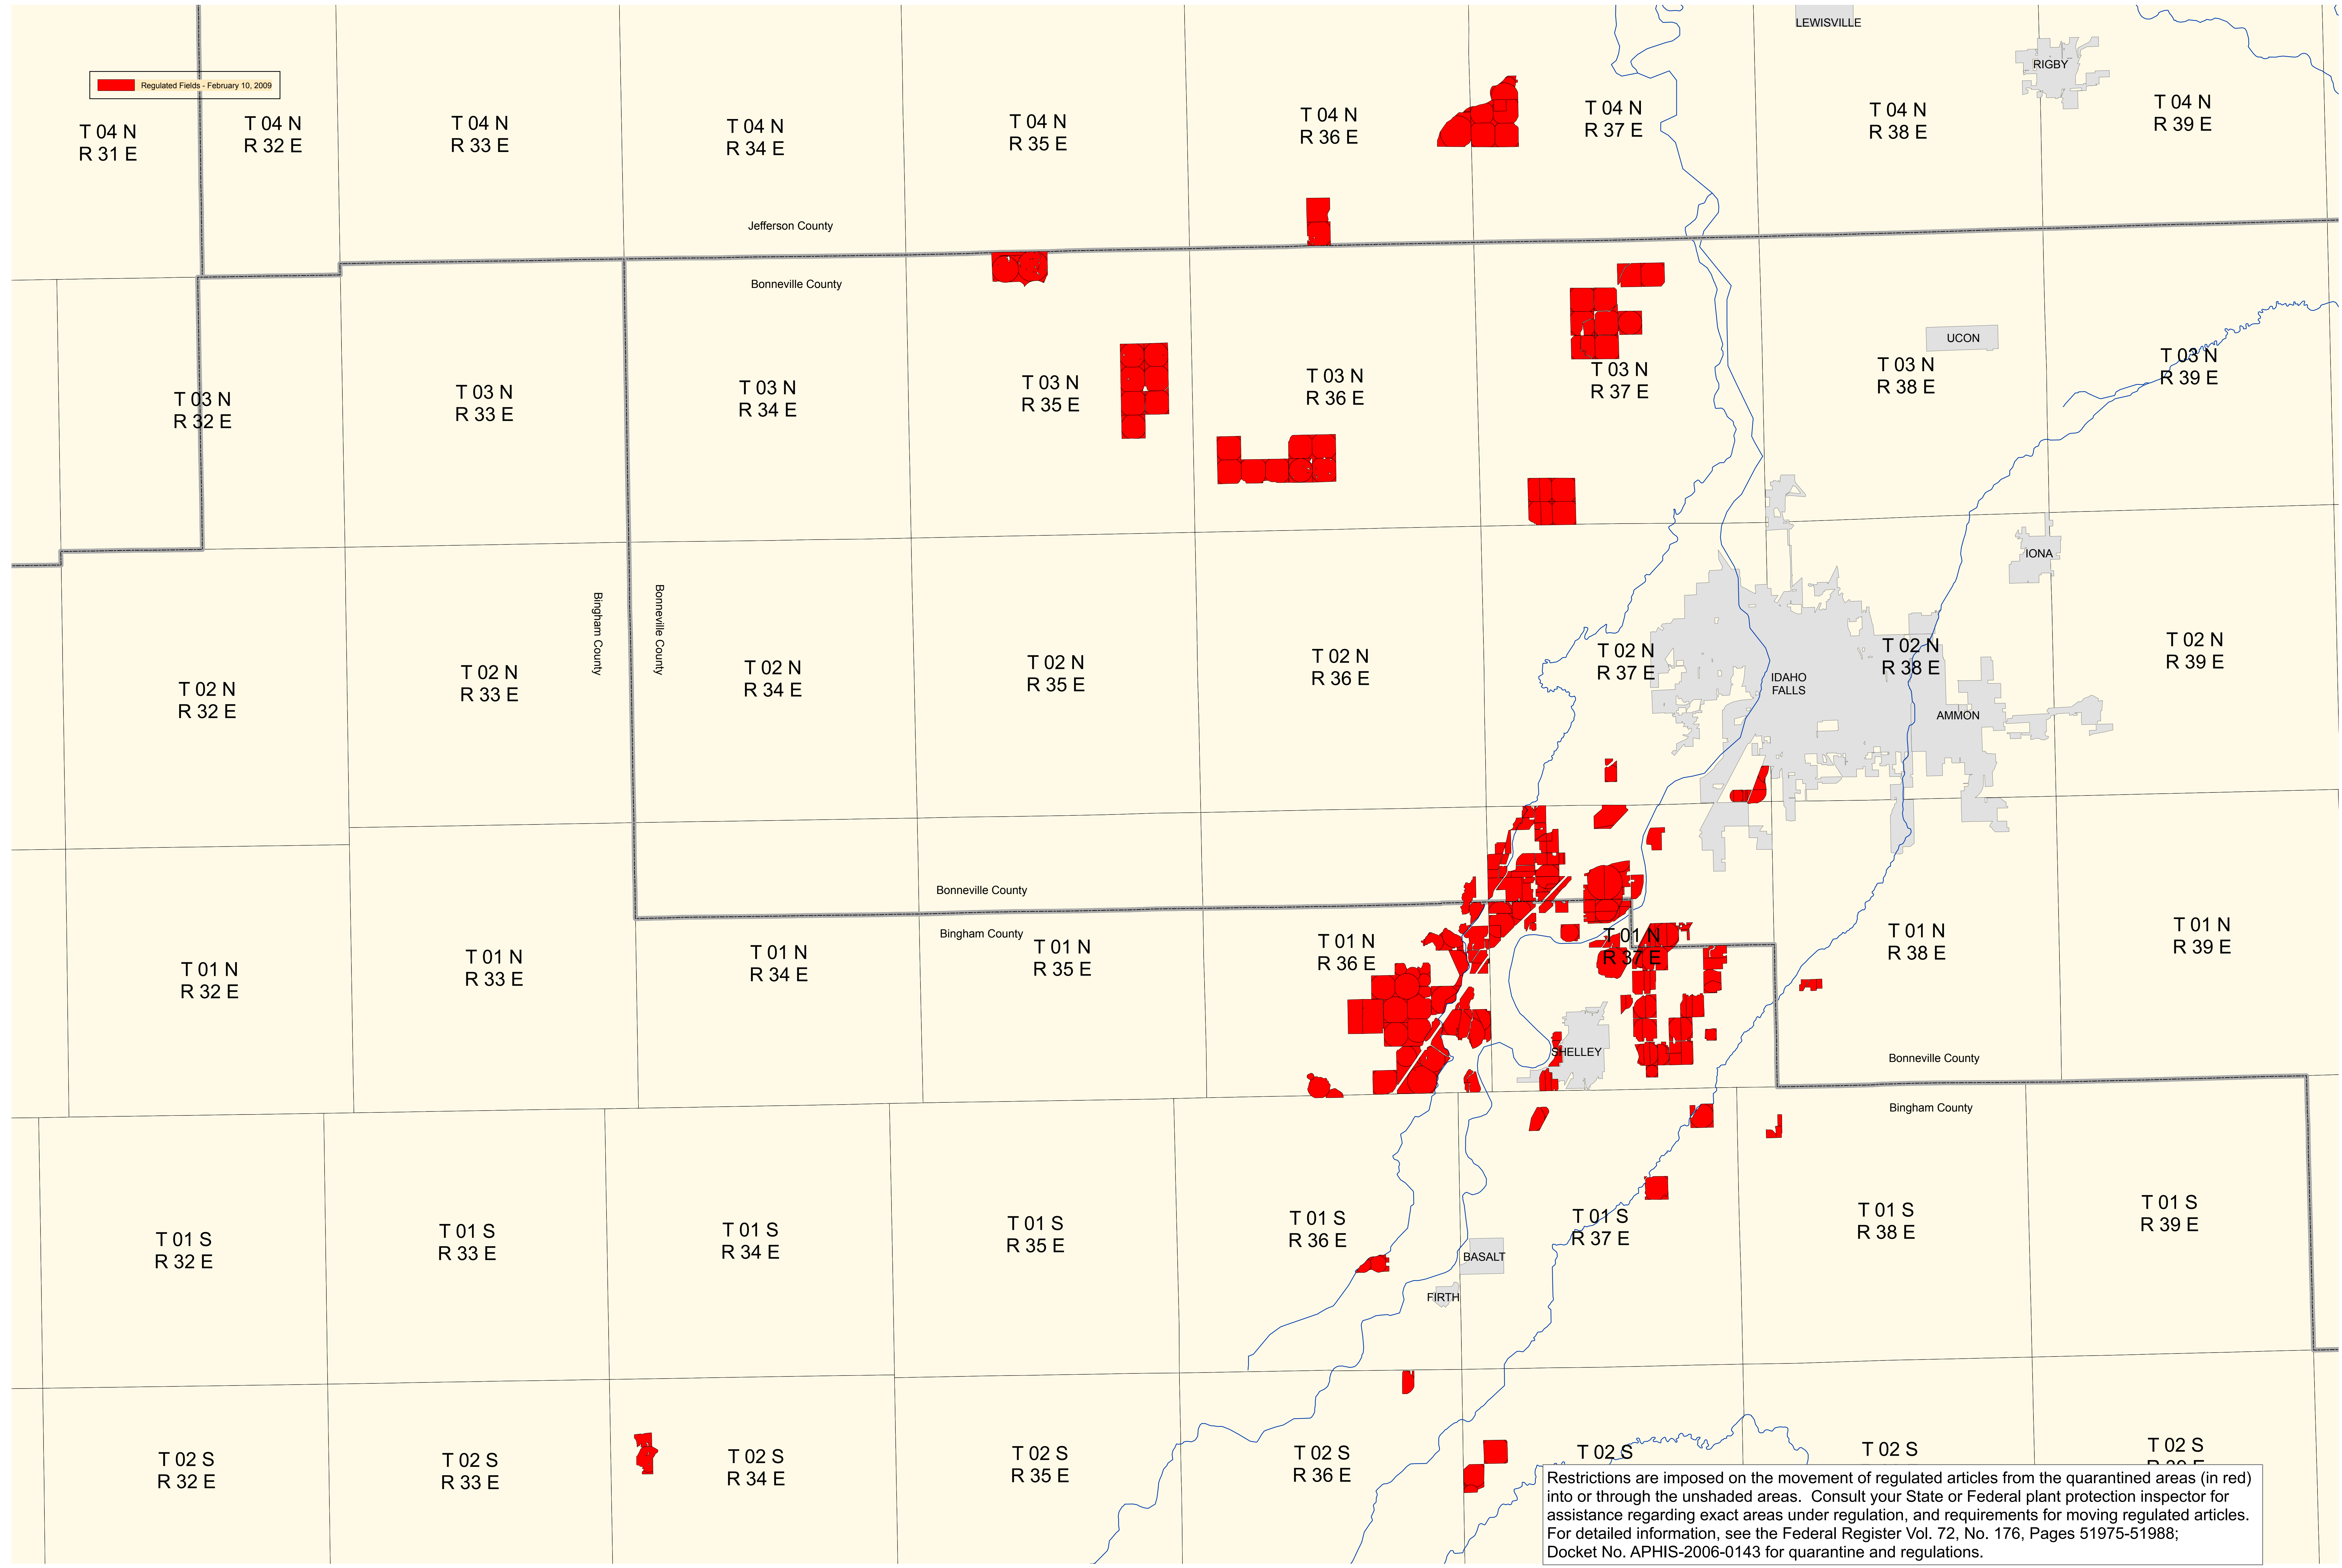 LEWISVILLE
RIGBY
Regulated Fields - February 10, 2009
T 04 N
R 31 E
T 04 N
R 32 E
T 04 N
R 33 E
T 04 N
R 34 E
T 04 N
R 35 E
T 04 N
R 36 E
T 04 N
R 37 E
T 04 N
R 38 E
T 04 N
R 39 E
Jefferson County
Bonneville County
UCON
T 03 N
R 32 E
T 03 N
R 33 E
T 03 N
R 34 E
T 03 N
R 35 E
T 03 N
R 36 E
T 03 N
R 37 E
T 03 N
R 38 E
T 03 N
R 39 E
IONA
Bingham County
Bonneville County
T 02 N
R 32 E
T 02 N
R 33 E
T 02 N
R 34 E
T 02 N
R 35 E
T 02 N
R 36 E
T 02 N
R 37 E
IDAHO
FALLS
T 02 N
R 38 E
AMMON
T 02 N
R 39 E
Bonneville County
Bingham County
T 01 N
R 32 E
T 01 N
R 33 E
T 01 N
R 34 E
T 01 N
R 35 E
T 01 N
R 36 E
T 01 N
R 37 E
T 01 N
R 38 E
T 01 N
R 39 E
SHELLEY
Bonneville County
Bingham County
T 01 S
R 32 E
T 01 S
R 33 E
T 01 S
R 34 E
T 01 S
R 35 E
T 01 S
R 36 E
T 01 S
R 37 E
T 01 S
R 38 E
T 01 S
R 39 E
BASALT
FIRTH
T 02 S
R 32 E
T 02 S
R 33 E
T 02 S
R 34 E
T 02 S
R 35 E
T 02 S
R 36 E
T 02 S
T 02 S
T 02 S
Restrictions are imposed on the movement of regulated articles from the quarantined areas (in red)
into or through the unshaded areas. Consult your State or Federal plant protection inspector for
assistance regarding exact areas under regulation, and requirements for moving regulated articles.
For detailed information, see the Federal Register Vol. 72, No. 176, Pages 51975-51988;
Docket No. APHIS-2006-0143 for quarantine and regulations.